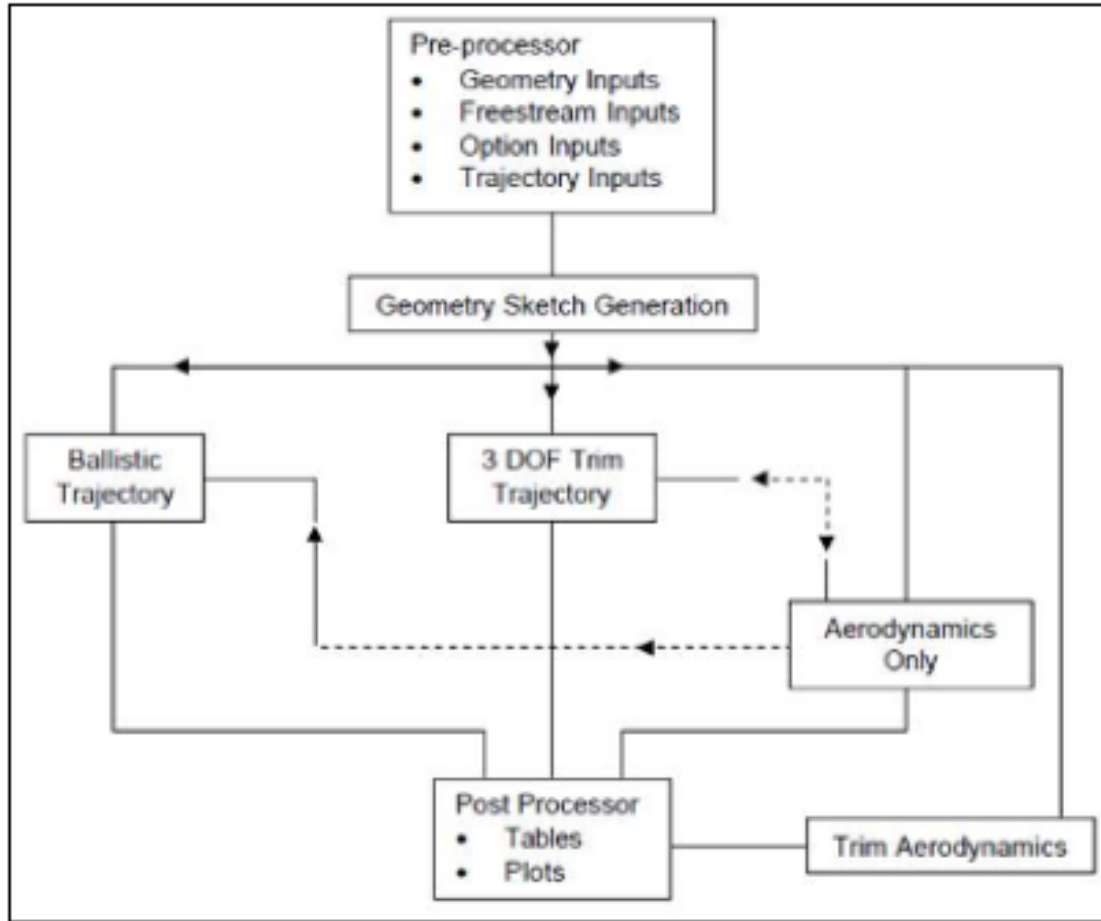 Pre-processor
• Geometry Inputs
• Freestream Inputs
• Option Inputs
• Trajectory Inputs
Geometry Sketch Generation
Ballistic
Trajectory
3 DOF Trim
Trajectory
Aerodynamics
Only
Post Processor
• Tables
• Plots
Trim Aerodynamics